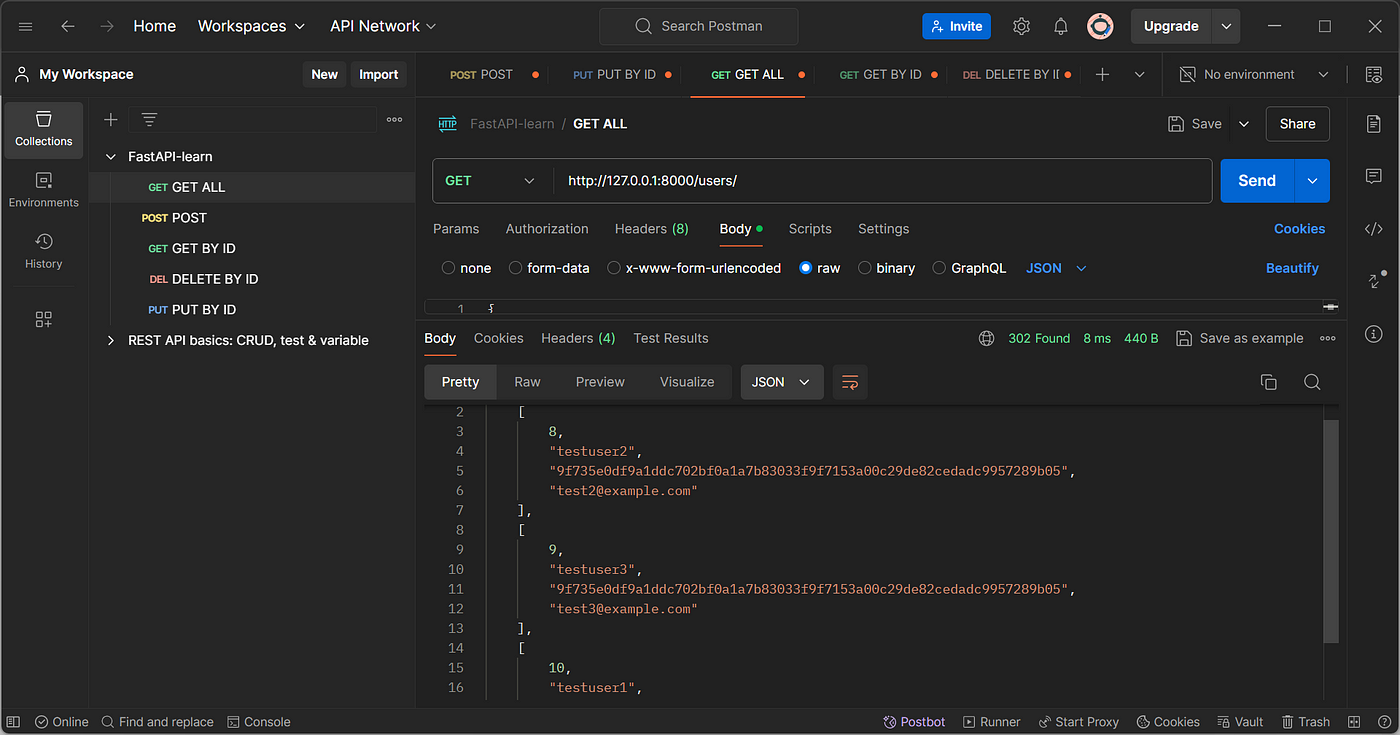 Home Workspaces API Network Search Postman Invite Upgrade
My Workspace New Import POST POST PUT PUT BY ID GET GET ALL GET GET BY ID DEL DELETE BY II No environment
Collections
Environments
History
FastAPI-learn
GET GET ALL
POST POST
GET GET BY ID
DEL DELETE BY ID
PUT PUT BY ID
REST API basics: CRUD, test & variable
HTTP FastAPI-learn / GET ALL Save Share
GET http://127.0.0.1:8000/users/ Send
Params Authorization Headers (8) Body Scripts Settings Cookies
none form-data x-www-form-urlencoded raw binary GraphQL JSON Beautify
1 {
Body Cookies Headers (4) Test Results 302 Found 8 ms 440 B Save as example
Pretty Raw Preview Visualize JSON
2 [
3 8,
4 "testuser2",
5 "9f735e0df9a1ddc702bf0a1a7b83033f9f7153a00c29de82cedadc9957289b05",
6 "test2@example.com"
7 ],
8 [
9 9,
10 "testuser3",
11 "9f735e0df9a1ddc702bf0a1a7b83033f9f7153a00c29de82cedadc9957289b05",
12 "test3@example.com"
13 ],
14 [
15 10,
16 "testuser1",
Online Find and replace Console Postbot Runner Start Proxy Cookies Vault Trash